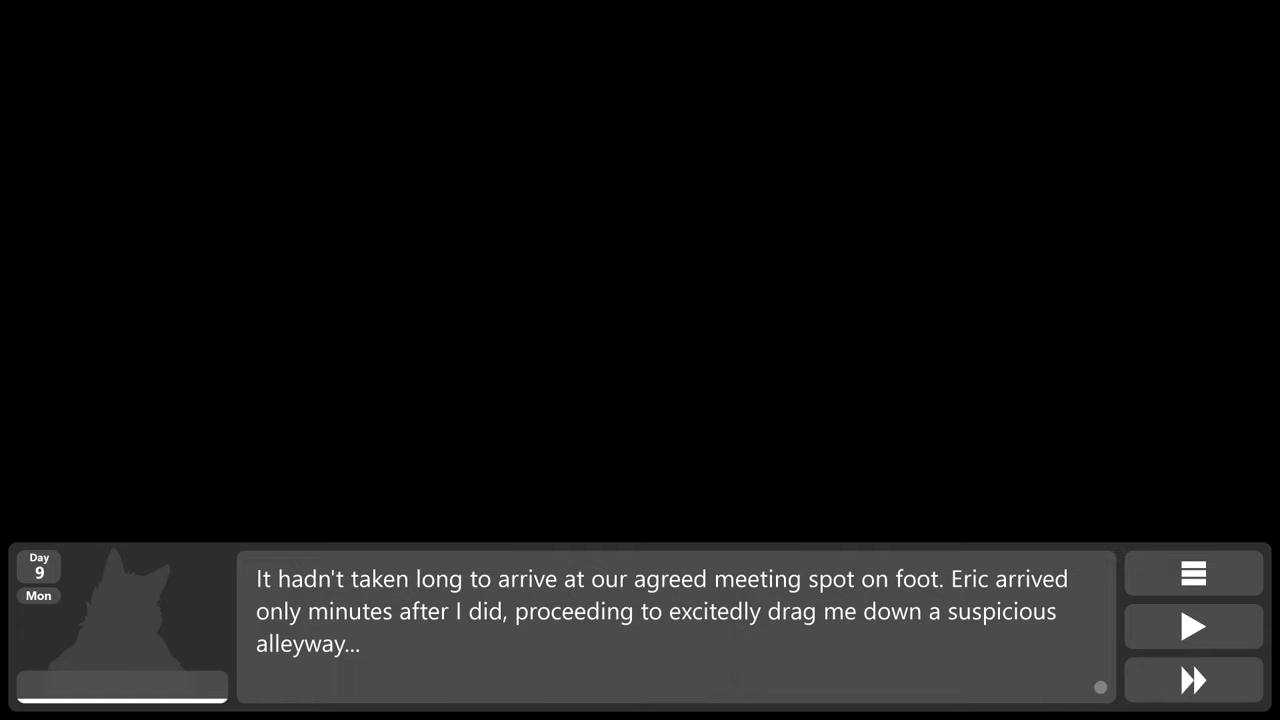 Day
9
Mon
It hadn't taken long to arrive at our agreed meeting spot on foot. Eric arrived
only minutes after I did, proceeding to excitedly drag me down a suspicious
alleyway...